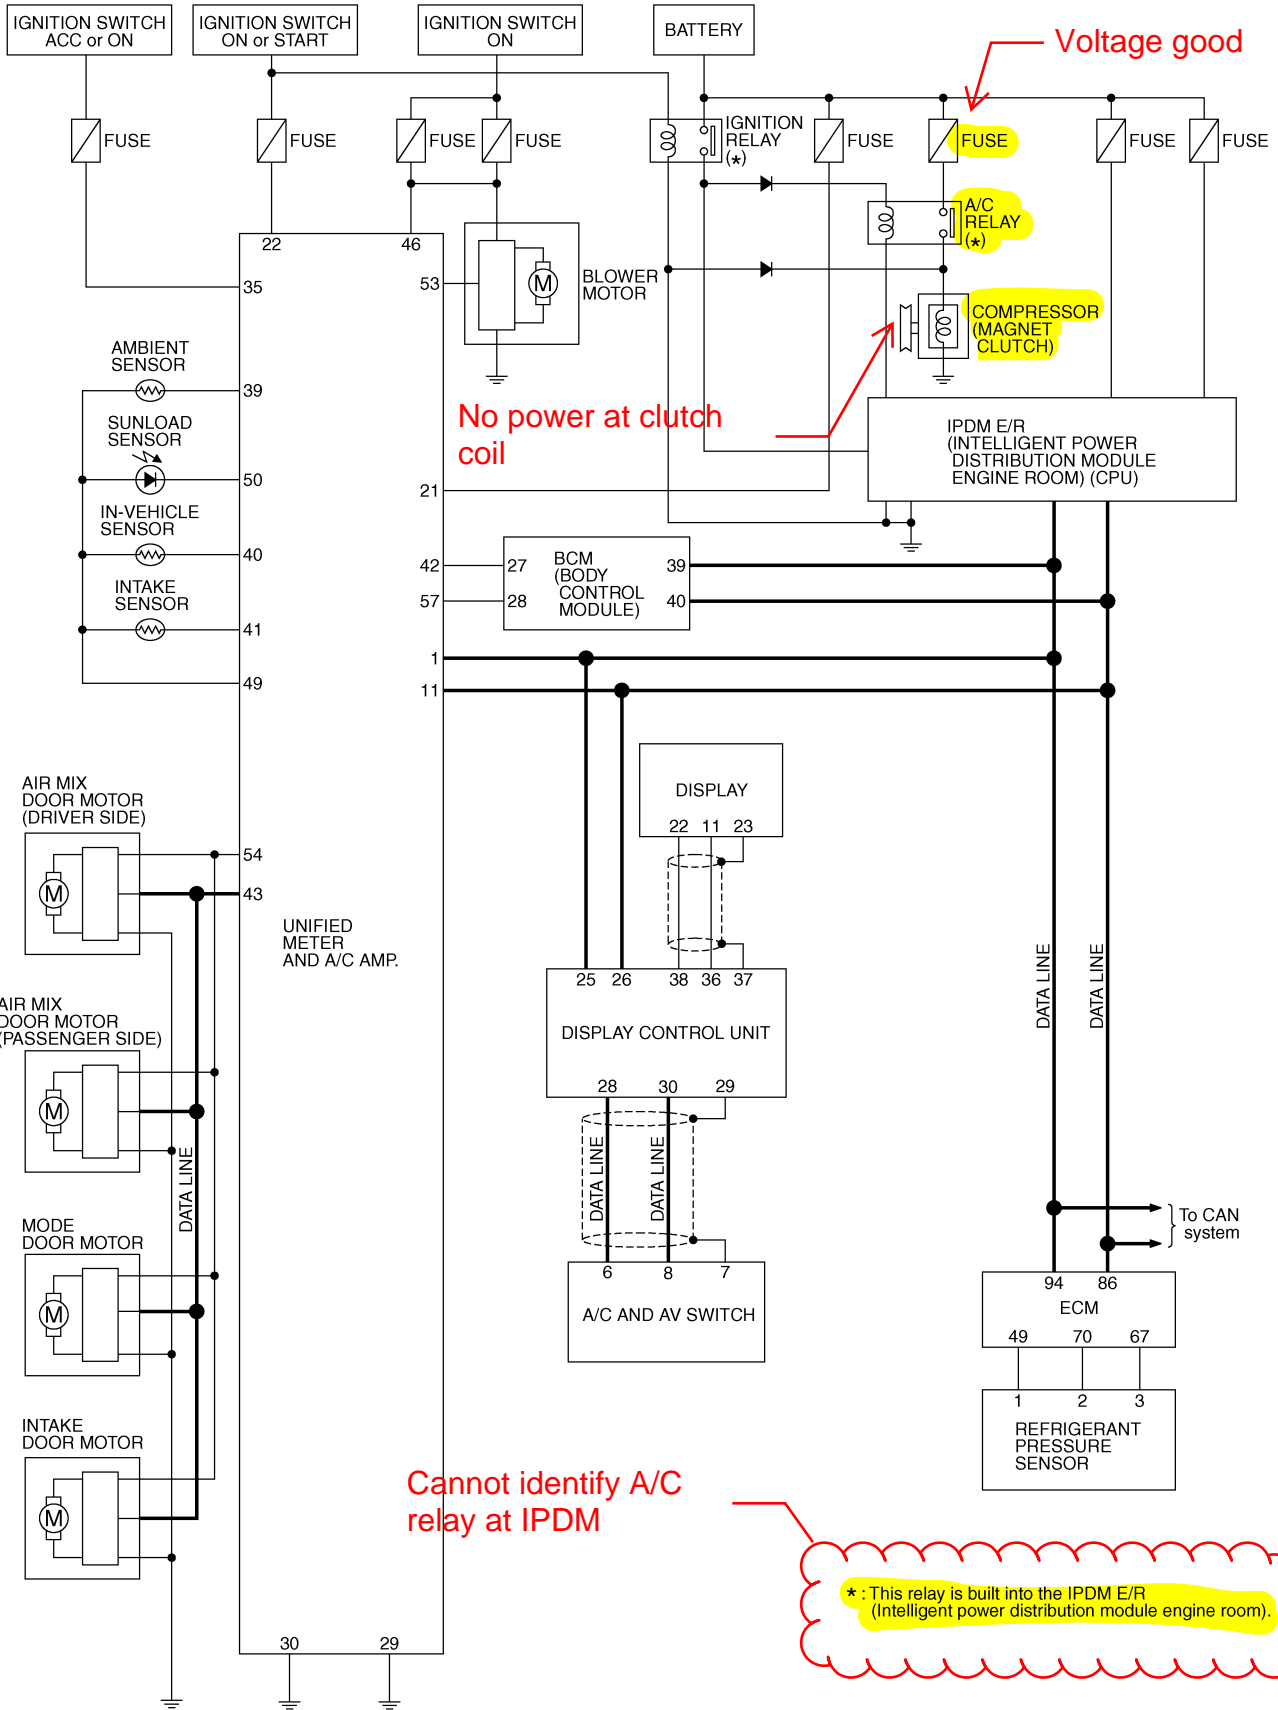 IGNITION SWITCH
ACC or ON
IGNITION SWITCH
ON or START
IGNITION SWITCH
ON
BATTERY
Voltage good
FUSE
FUSE
FUSE
FUSE
IGNITION
RELAY
(*)
FUSE
FUSE
FUSE
FUSE
A/C
RELAY
(*)
22
46
53
35
BLOWER
MOTOR
M
COMPRESSOR
(MAGNET
CLUTCH)
AMBIENT
SENSOR
39
SUNLOAD
SENSOR
50
IN-VEHICLE
SENSOR
40
INTAKE
SENSOR
41
49
No power at clutch
coil
IPDM E/R
(INTELLIGENT POWER
DISTRIBUTION MODULE
ENGINE ROOM) (CPU)
21
42
57
27
28
BCM
(BODY
CONTROL
MODULE)
39
40
1
11
DISPLAY
22 11 23
AIR MIX
DOOR MOTOR
(DRIVER SIDE)
M
54
43
UNIFIED
METER
AND A/C AMP.
25 26 38 36 37
DISPLAY CONTROL UNIT
28 30 29
DATA LINE
DATA LINE
AIR MIX
DOOR MOTOR
(PASSENGER SIDE)
M
DATA LINE
DATA LINE
DATA LINE
6 8 7
A/C AND AV SWITCH
MODE
DOOR MOTOR
M
To CAN
system
94 86
ECM
49 70 67
1 2 3
REFRIGERANT
PRESSURE
SENSOR
INTAKE
DOOR MOTOR
M
Cannot identify A/C
relay at IPDM
* : This relay is built into the IPDM E/R
(Intelligent power distribution module engine room).
30 29